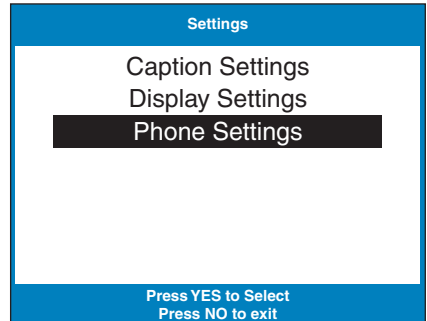 Settings
Caption Settings
Display Settings
Phone Settings
Press YES to Select
Press NO to exit